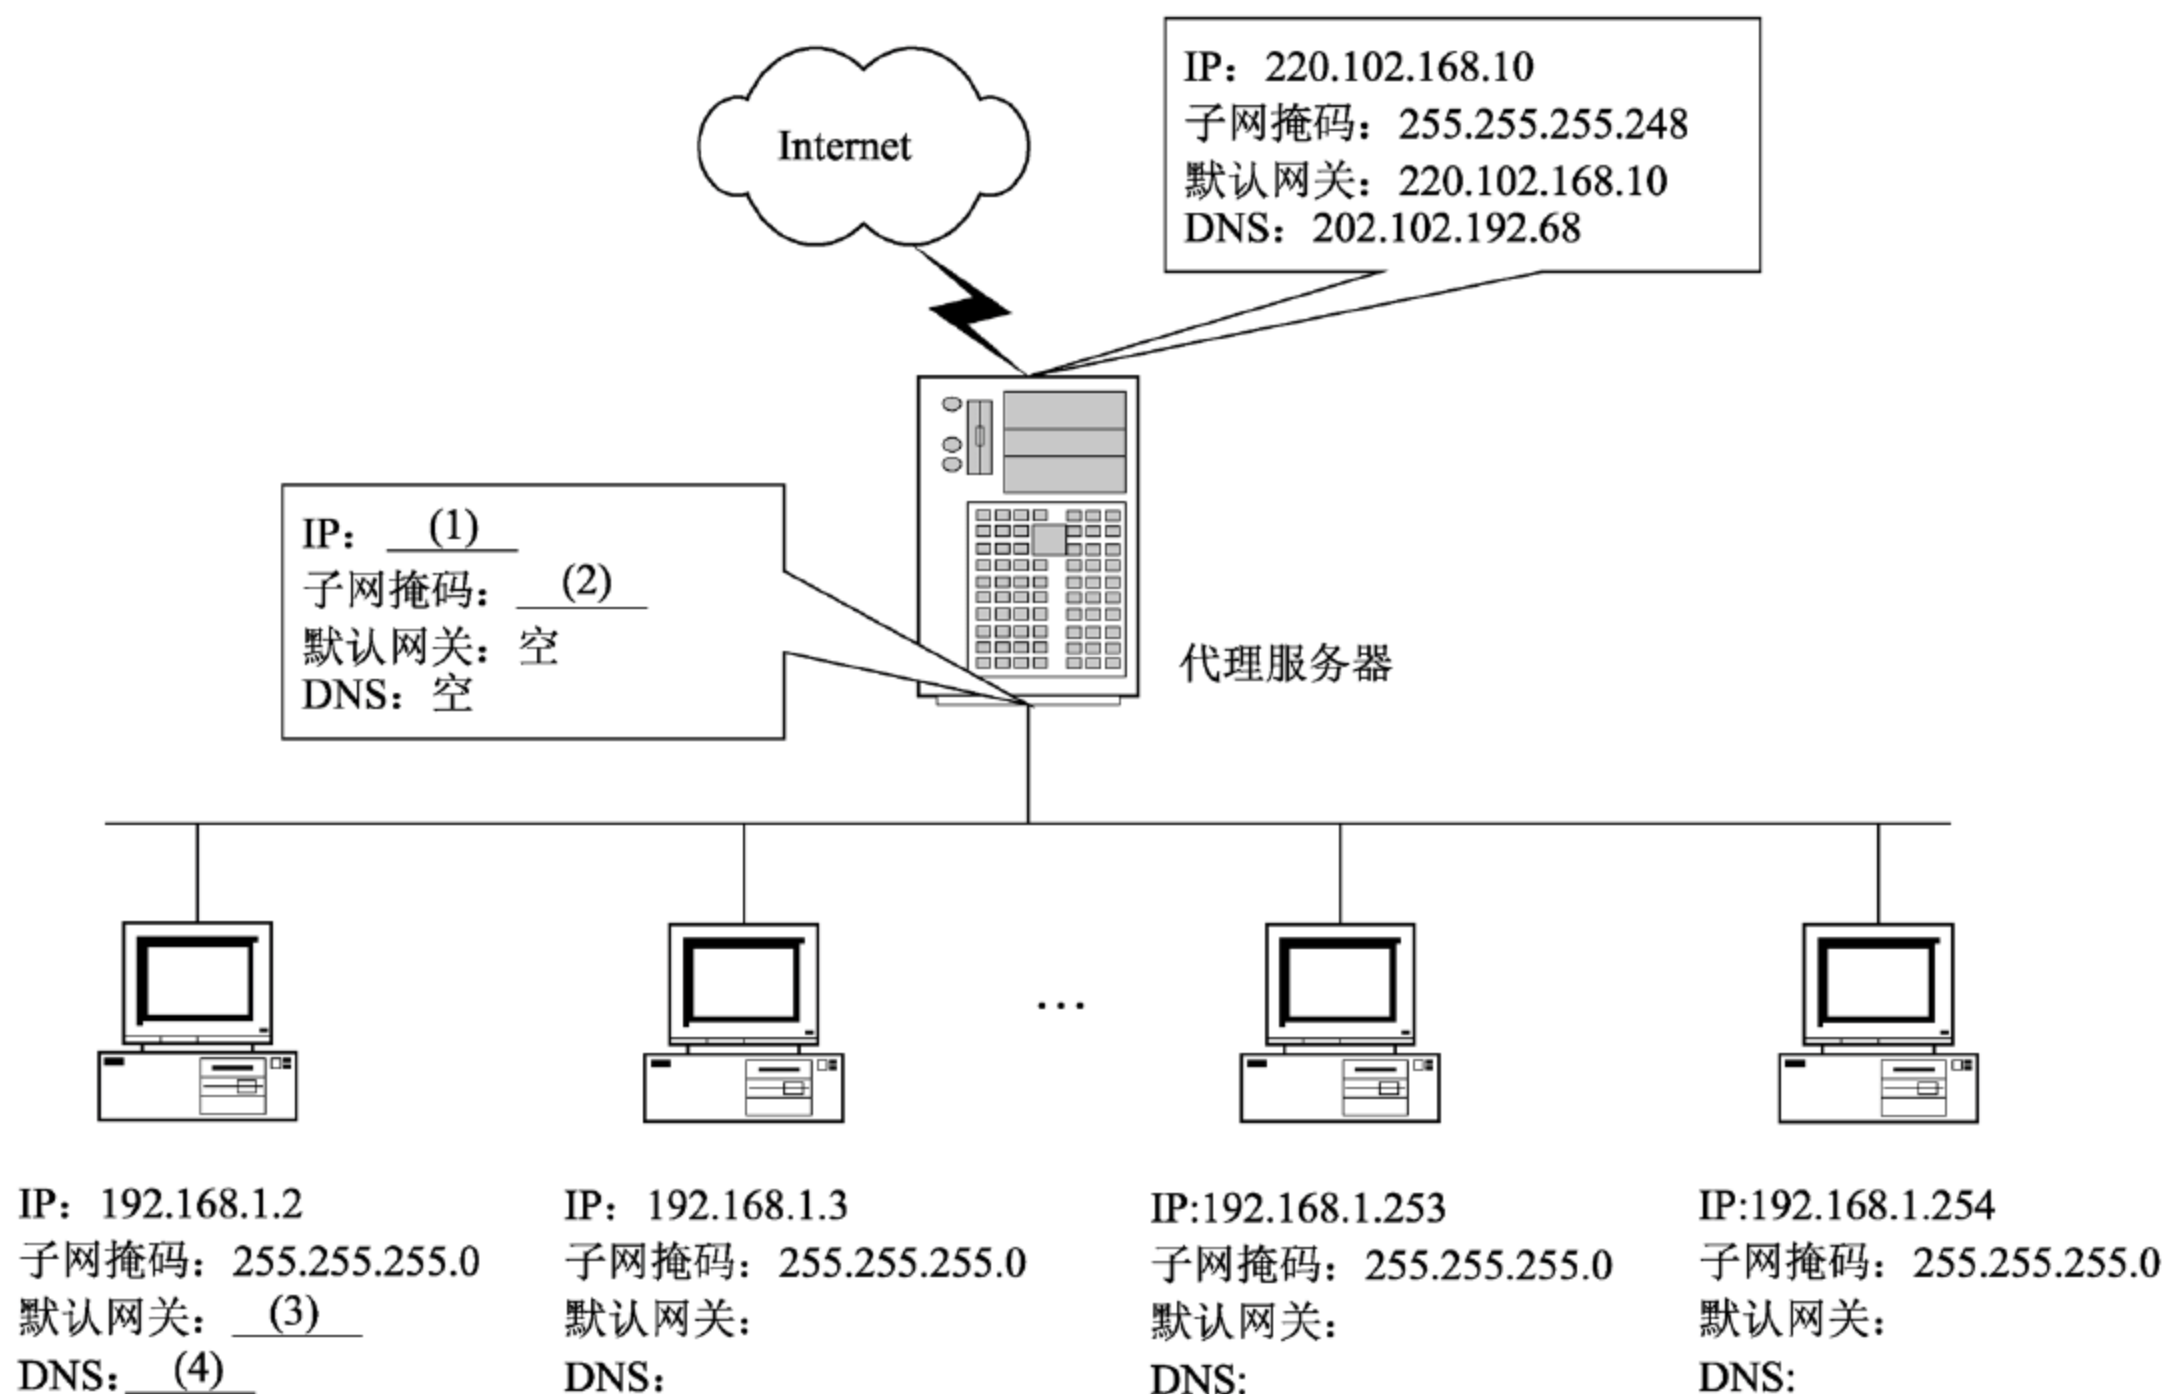 Internet
IP：220.102.168.10
子网掩码：255.255.255.248
默认网关：220.102.168.10
DNS：202.102.192.68
IP：(1)
子网掩码：(2)
默认网关：空
DNS：空
代理服务器
…
IP：192.168.1.2
子网掩码：255.255.255.0
默认网关：(3)
DNS：(4)
IP：192.168.1.3
子网掩码：255.255.255.0
默认网关：
DNS：
IP:192.168.1.253
子网掩码：255.255.255.0
默认网关：
DNS:
IP:192.168.1.254
子网掩码：255.255.255.0
默认网关：
DNS: